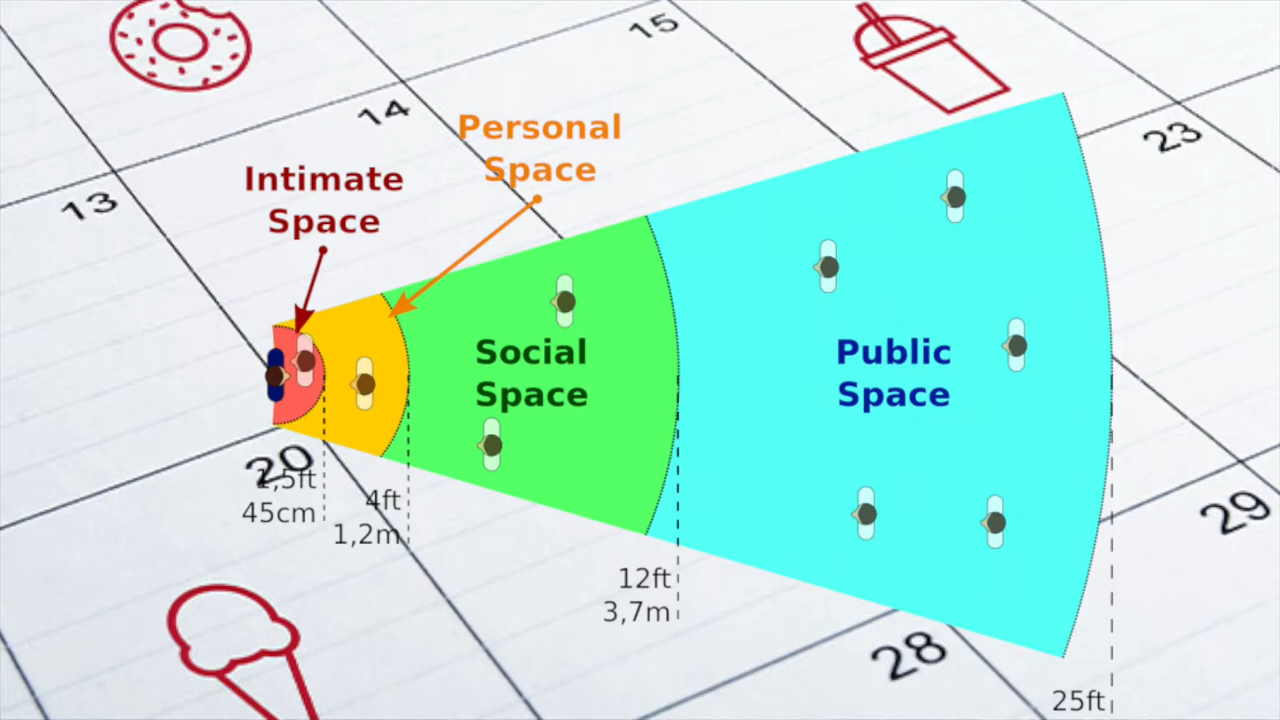 15
14
23
13
Personal
Space
Intimate
Space
Social
Space
Public
Space
20
1,5ft
45cm
4ft
1,2m
29
12ft
3,7m
28
25ft